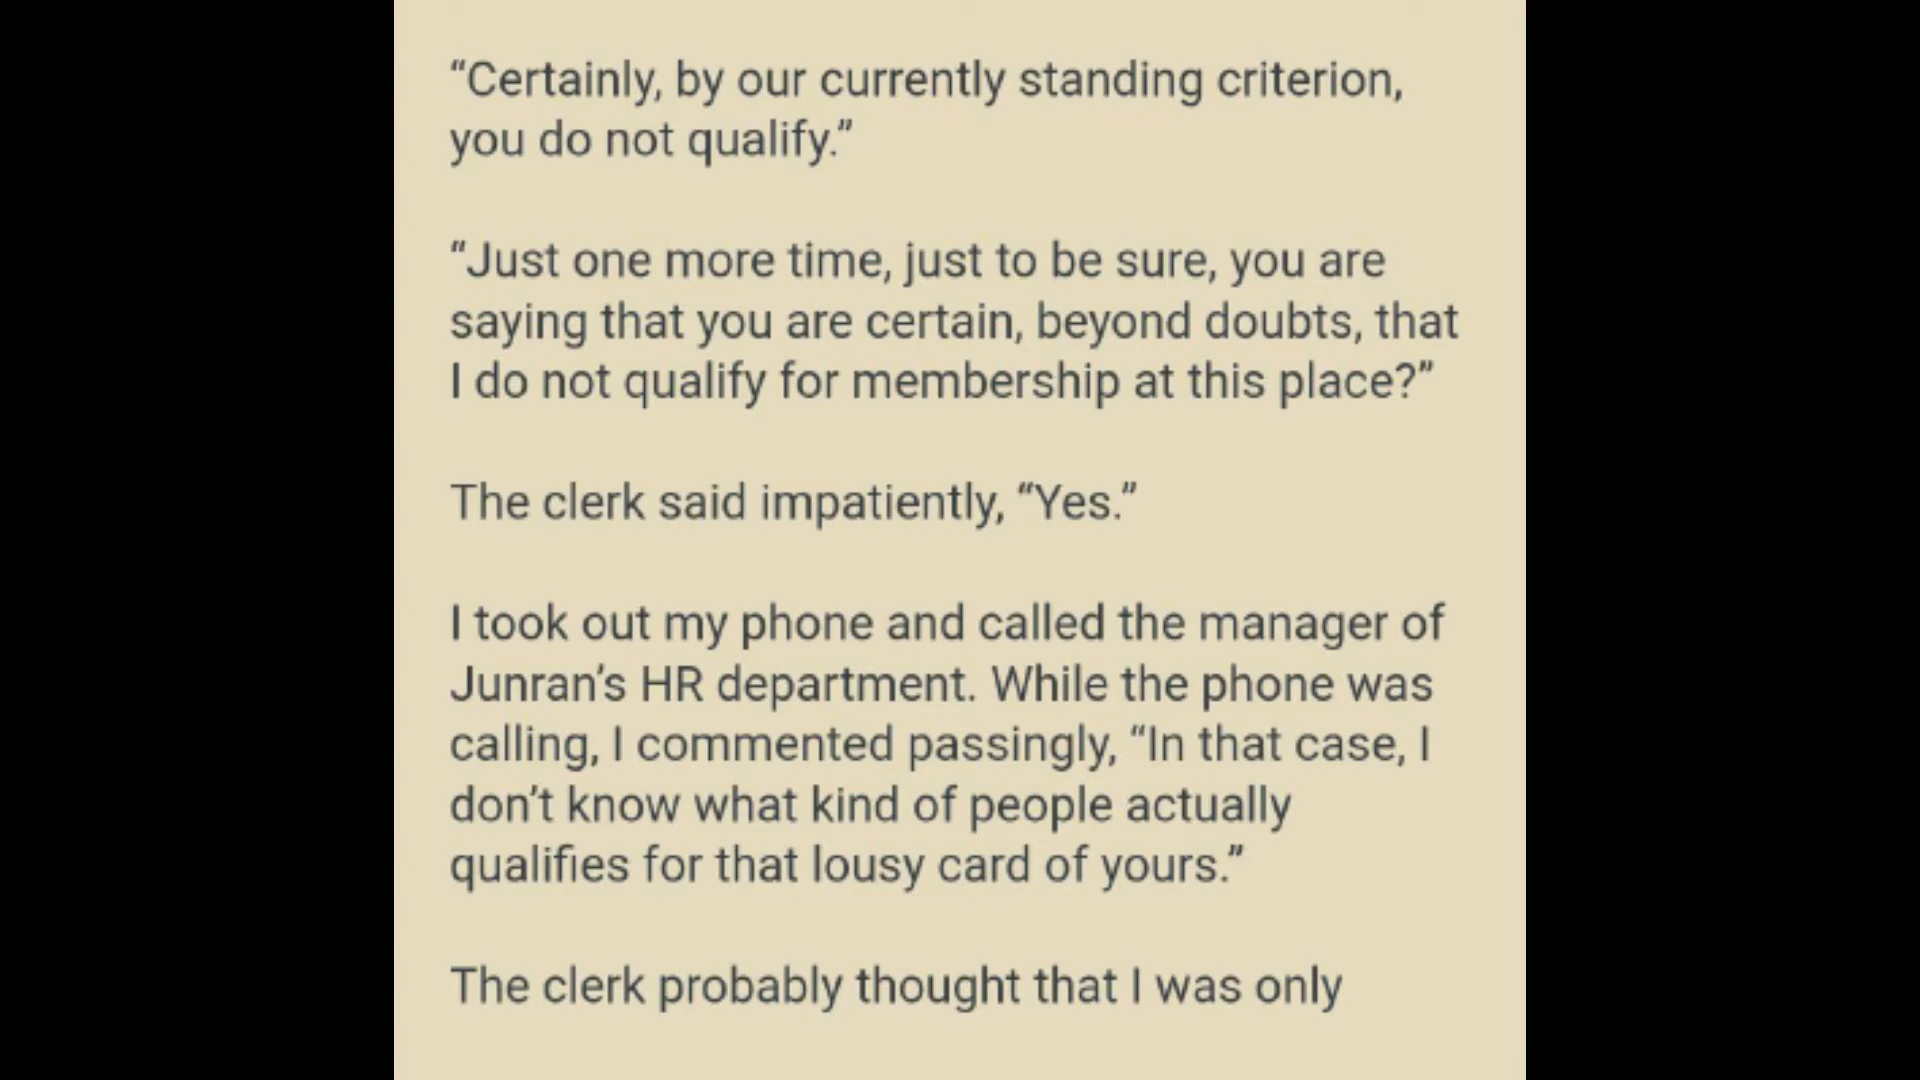 “Certainly, by our currently standing criterion,
you do not qualify.”
“Just one more time, just to be sure, you are
saying that you are certain, beyond doubts, that
I do not qualify for membership at this place?”
The clerk said impatiently, “Yes.”
I took out my phone and called the manager of
Junran’s HR department. While the phone was
calling, I commented passingly, “In that case, I
don’t know what kind of people actually
qualifies for that lousy card of yours.”
The clerk probably thought that I was only